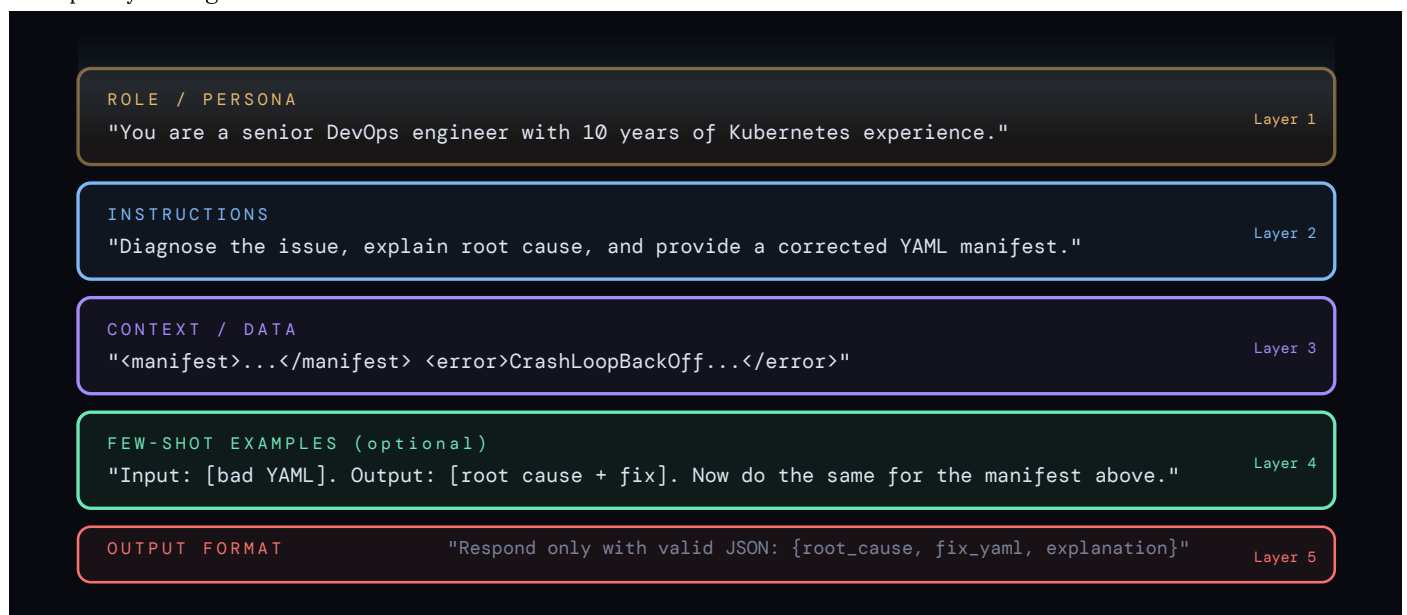 ROLE / PERSONA
"You are a senior DevOps engineer with 10 years of Kubernetes experience."
Layer 1
INSTRUCTIONS
"Diagnose the issue, explain root cause, and provide a corrected YAML manifest."
Layer 2
CONTEXT / DATA
"<manifest>...</manifest> <error>CrashLoopBackOff...</error>"
Layer 3
FEW-SHOT EXAMPLES (optional)
"Input: [bad YAML]. Output: [root cause + fix]. Now do the same for the manifest above."
Layer 4
OUTPUT FORMAT "Respond only with valid JSON: {root_cause, fix_yaml, explanation}"
Layer 5